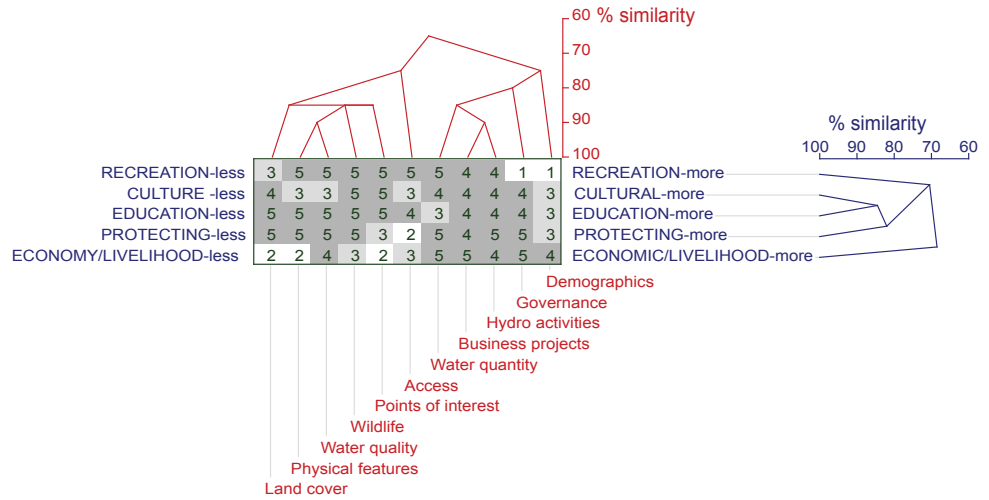 60 % similarity
70
80
90
100
% similarity
100 90 80 70 60
RECREATION-less 3 5 5 5 5 5 5 4 4 1 1 RECREATION-more
CULTURE -less 4 3 3 5 5 3 4 4 4 4 3 CULTURAL-more
EDUCATION-less 5 5 5 5 5 4 3 4 4 4 3 EDUCATION-more
PROTECTING-less 5 5 5 5 3 2 5 4 5 5 3 PROTECTING-more
ECONOMY/LIVELIHOOD-less 2 2 4 3 2 3 5 5 4 5 4 ECONOMIC/LIVELIHOOD-more
Demographics
Governance
Hydro activities
Business projects
Water quantity
Access
Points of interest
Wildlife
Water quality
Physical features
Land cover